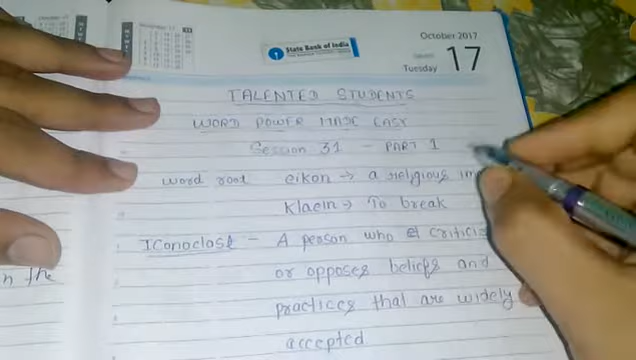 State Bank of India
October 2017
Tuesday 17
TALENTED STUDENTS
WORD POWER MADE EASY
Session 31 - PART 1
word root eikon → a religious im
Klaein → To break
Iconoclast - A person who criticis
or opposes beliefs and
n the
practices that are widely
accepted